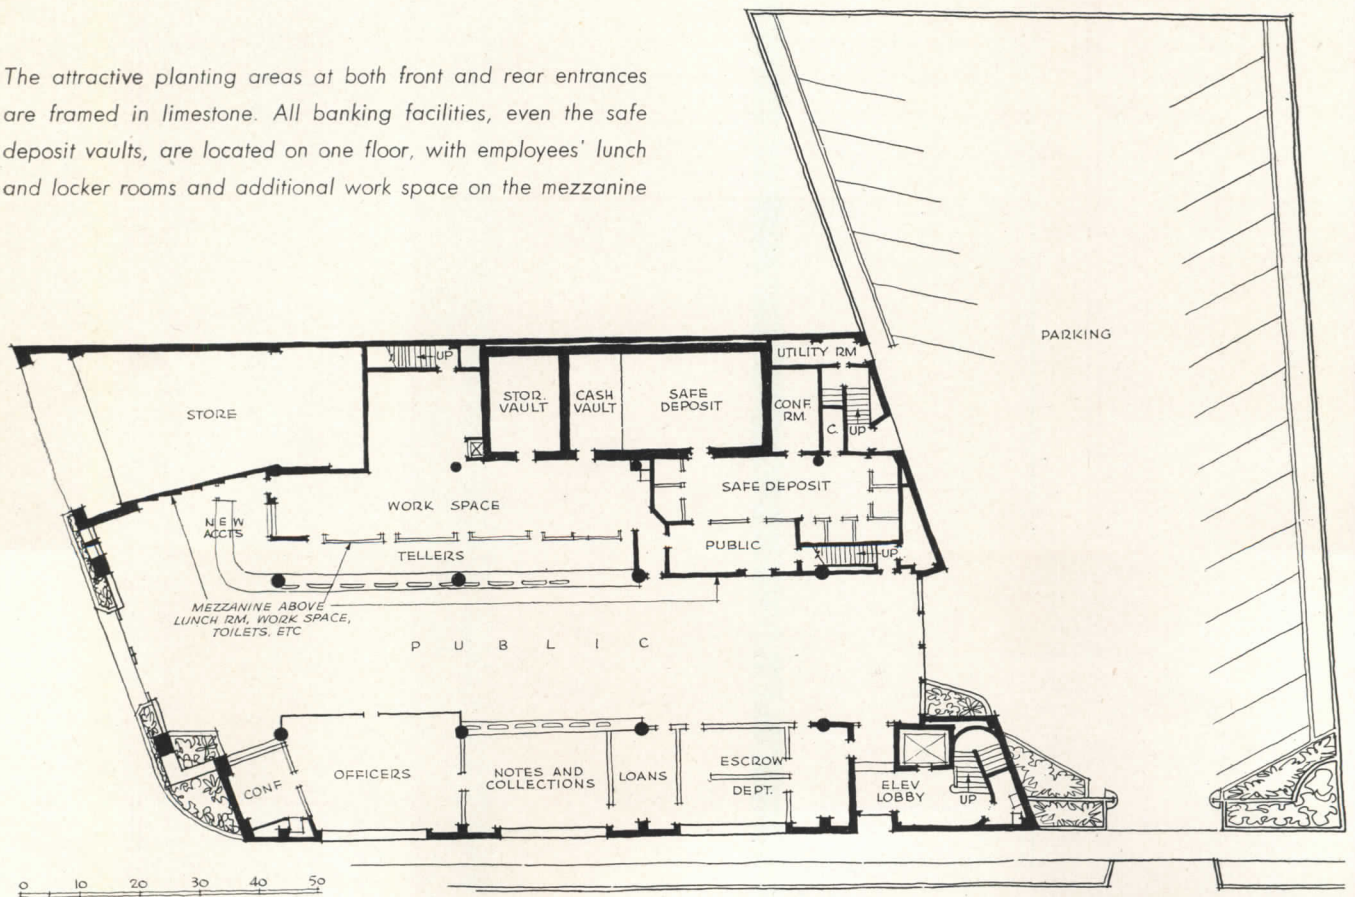 The attractive planting areas at both front and rear entrances
are framed in limestone. All banking facilities, even the safe
deposit vaults, are located on one floor, with employees' lunch
and locker rooms and additional work space on the mezzanine
PARKING
UP
UTILITY RM
STORE
STOR.
VAULT
CASH
VAULT
SAFE
DEPOSIT
CONF.
RM.
C.
UP
WORK SPACE
SAFE DEPOSIT
NEW
ACCTS
TELLERS
PUBLIC
UP
MEZZANINE ABOVE
LUNCH RM, WORK SPACE,
TOILETS, ETC
PUBLIC
CONF
OFFICERS
NOTES AND
COLLECTIONS
LOANS
ESCROW
DEPT.
ELEV
LOBBY
UP
0 10 20 30 40 50